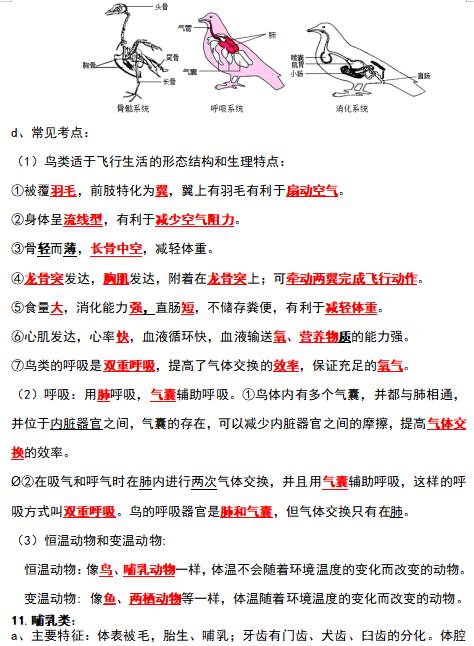 头骨
胸骨
尾骨
长骨
骨骼系统
气管
肺
气囊
呼吸系统
嗉囊
肌胃
小肠
直肠
消化系统
d、常见考点：
（1）鸟类适于飞行生活的形态结构和生理特点：
①被覆羽毛，前肢特化为翼，翼上有羽毛有利于扇动空气。
②身体呈流线型，有利于减少空气阻力。
③骨轻而薄，长骨中空，减轻体重。
④龙骨突发达，胸肌发达，附着在龙骨突上；可牵动两翼完成飞行动作。
⑤食量大，消化能力强，直肠短，不储存粪便，有利于减轻体重。
⑥心肌发达，心率快，血液循环快，血液输送氧、营养物质的能力强。
⑦鸟类的呼吸是双重呼吸，提高了气体交换的效率，保证充足的氧气。
（2）呼吸：用肺呼吸，气囊辅助呼吸。①鸟体内有多个气囊，并都与肺相通，
并位于内脏器官之间，气囊的存在，可以减少内脏器官之间的摩擦，提高气体交
换的效率。
Ø②在吸气和呼气时在肺内进行两次气体交换，并且用气囊辅助呼吸，这样的呼
吸方式叫双重呼吸。鸟的呼吸器官是肺和气囊，但气体交换只有在肺。
（3）恒温动物和变温动物:
恒温动物：像鸟、哺乳动物一样，体温不会随着环境温度的变化而改变的动物。
变温动物: 像鱼、两栖动物等一样，体温随着环境温度的变化而改变的动物。
11.哺乳类：
a、主要特征：体表被毛，胎生、哺乳；牙齿有门齿、犬齿、臼齿的分化。体腔